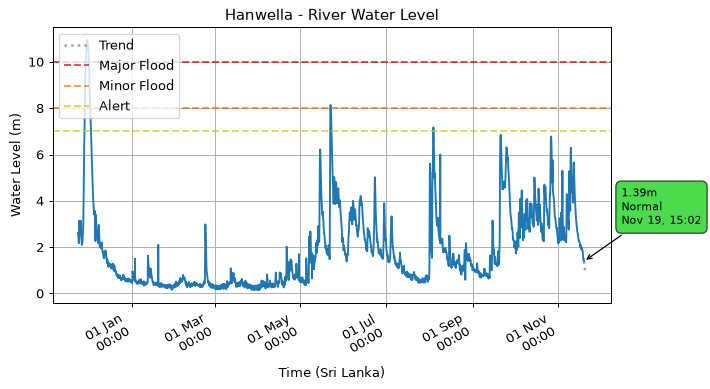 Hanwella - River Water Level
Trend
Major Flood
Minor Flood
Alert
Water Level (m)
10
8
6
4
2
0
1.39m
Normal
Nov 19, 15:02
01 Jan
00:00
01 Mar
00:00
01 May
00:00
01 Jul
00:00
01 Sep
00:00
01 Nov
00:00
Time (Sri Lanka)